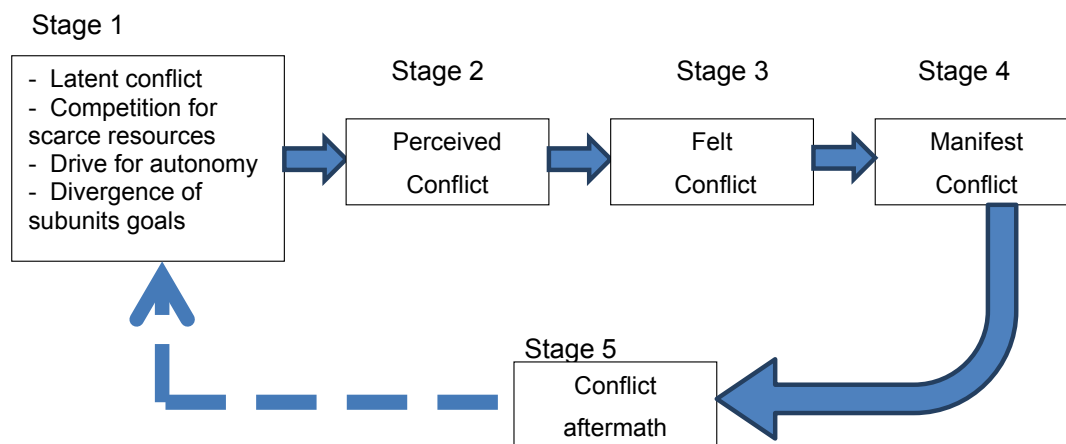 Stage 1
- Latent conflict
- Competition for
scarce resources
- Drive for autonomy
- Divergence of
subunits goals
Stage 2
Perceived
Conflict
Stage 3
Felt
Conflict
Stage 4
Manifest
Conflict
Stage 5
Conflict
aftermath